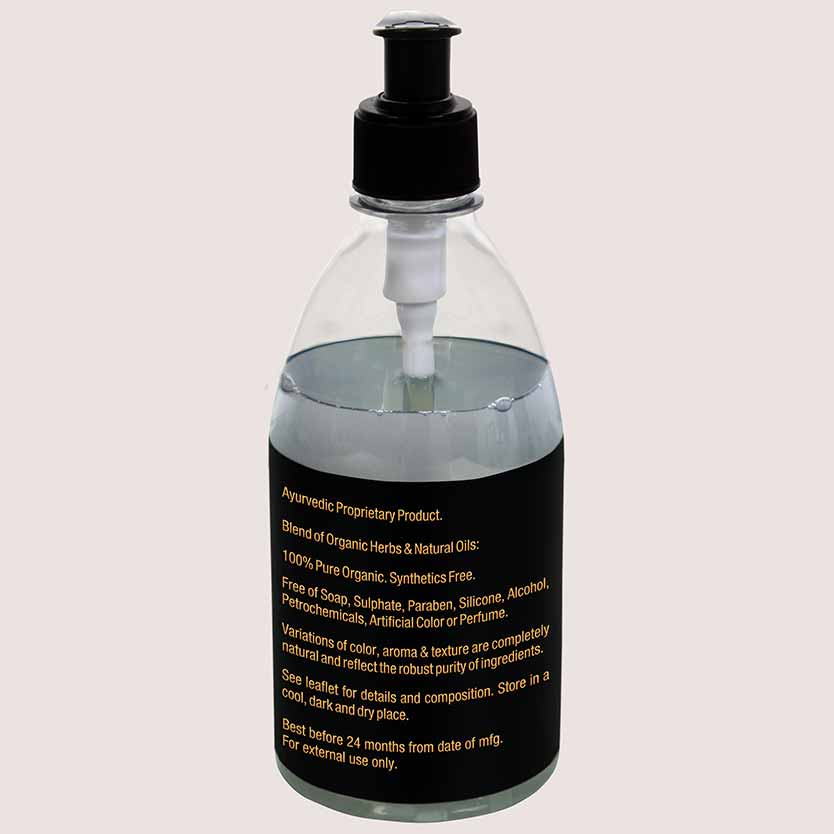 Ayurvedic Proprietary Product.
Blend of Organic Herbs & Natural Oils:
100% Pure Organic. Synthetics Free.
Free of Soap, Sulphate, Paraben, Silicone, Alcohol,
Petrochemicals, Artificial Color or Perfume.
Variations of color, aroma & texture are completely
natural and reflect the robust purity of ingredients.
See leaflet for details and composition. Store in a
cool, dark and dry place.
Best before 24 months from date of mfg.
For external use only.